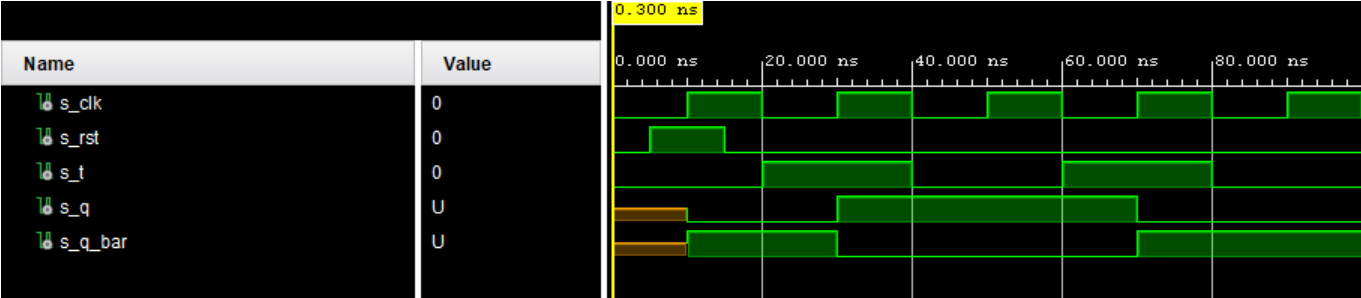 0.300 ns
Name Value
0.000 ns 20.000 ns 40.000 ns 60.000 ns 80.000 ns
s_clk 0
s_rst 0
s_t 0
s_q U
s_q_bar U